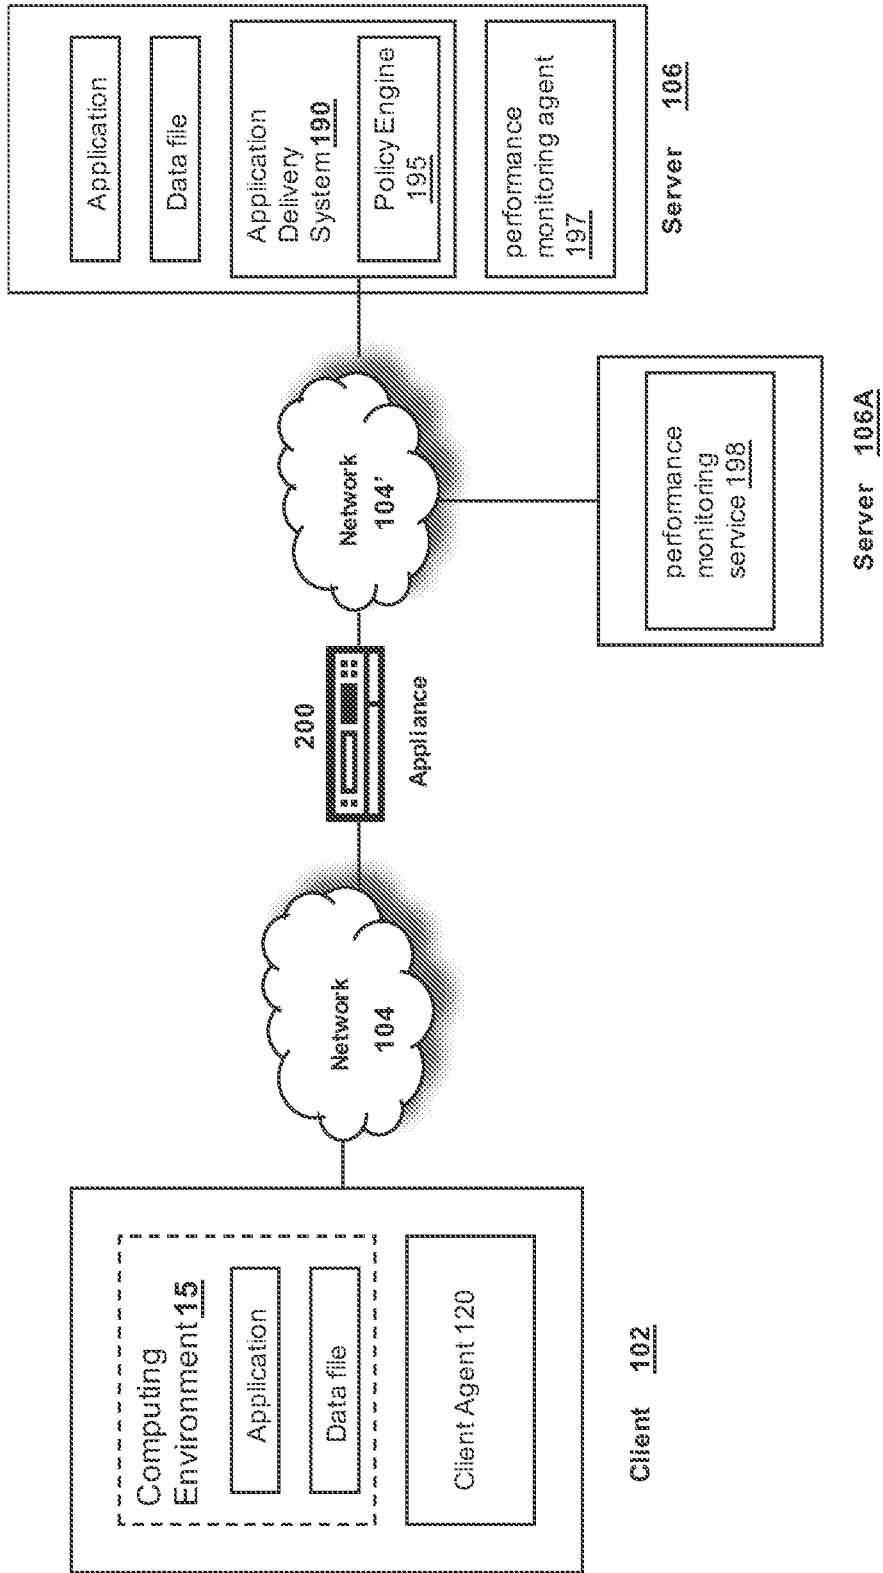 Computing
Environment 15
Application
Data file
Client Agent 120
Client 102
Network
104
200
Appliance
Network
104'
Application
Data file
Application
Delivery
System 190
Policy Engine
195
performance
monitoring agent
197
Server 106
performance
monitoring
service 198
Server 106A